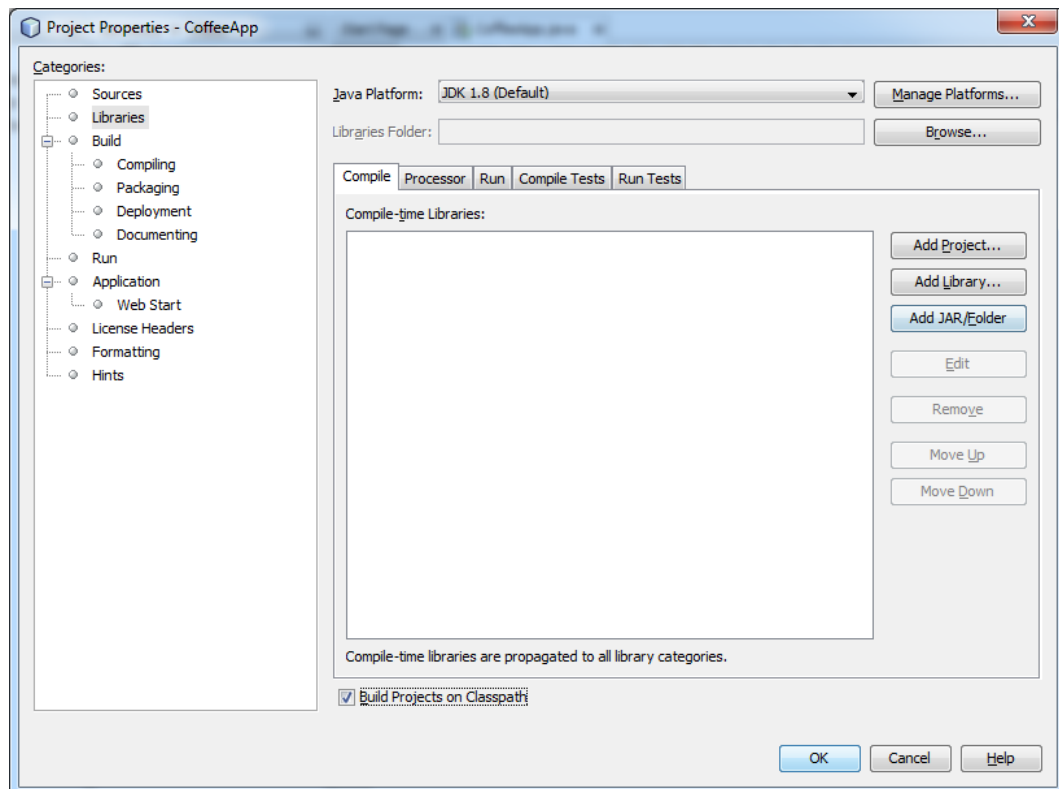 Project Properties - CoffeeApp
Categories:
Sources
Libraries
Build
Compiling
Packaging
Deployment
Documenting
Run
Application
Web Start
License Headers
Formatting
Hints
Java Platform: JDK 1.8 (Default) Manage Platforms...
Libraries Folder: Browse...
Compile Processor Run Compile Tests Run Tests
Compile-time Libraries:
Add Project...
Add Library...
Add JAR/Folder
Edit
Remove
Move Up
Move Down
Compile-time libraries are propagated to all library categories.
Build Projects on Classpath
OK Cancel Help